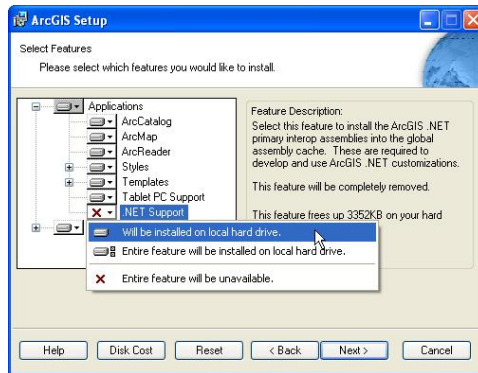 ArcGIS Setup
Select Features
Please select which features you would like to install.
Applications
ArcCatalog
ArcMap
ArcReader
Styles
Templates
Tablet PC Support
.NET Support
Feature Description:
Select this feature to install the ArcGIS .NET
primary interop assemblies into the global
assembly cache. These are required to
develop and use ArcGIS .NET customizations.
This feature will be completely removed.
This feature frees up 3352KB on your hard
Will be installed on local hard drive.
Entire feature will be installed on local hard drive.
Entire feature will be unavailable.
Help
Disk Cost
Reset
< Back
Next >
Cancel